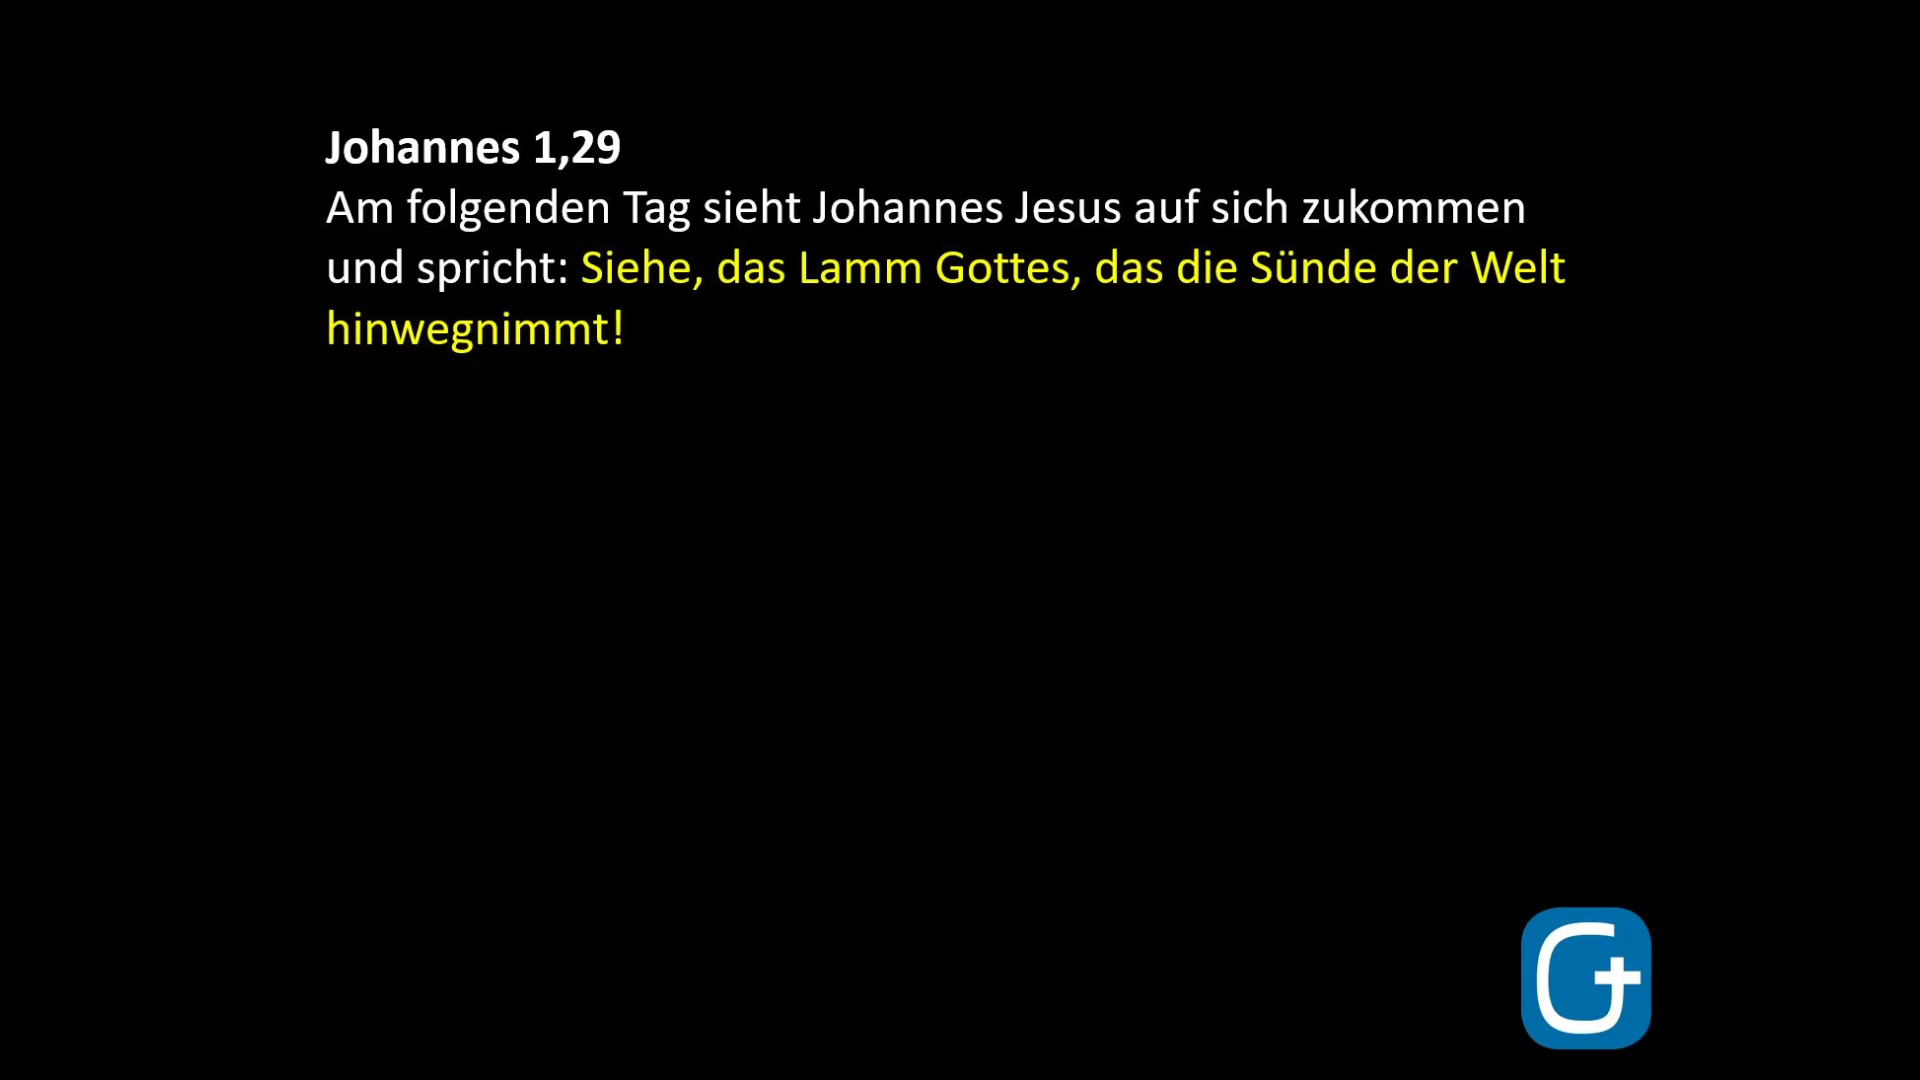 Johannes 1,29
Am folgenden Tag sieht Johannes Jesus auf sich zukommen
und spricht: Siehe, das Lamm Gottes, das die Sünde der Welt
hinwegnimmt!